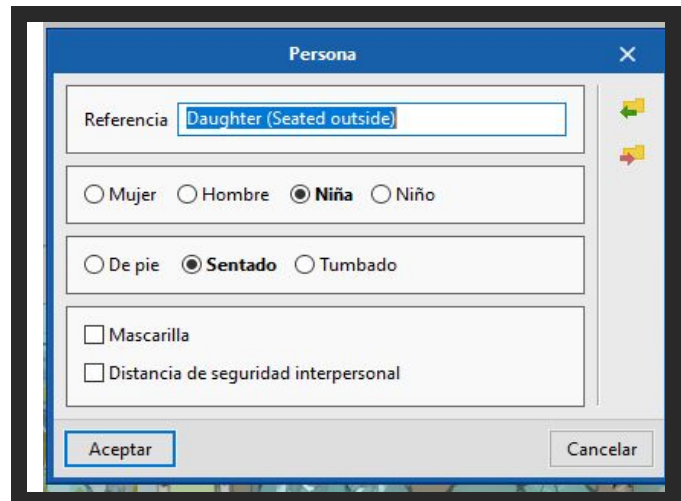 Persona
Referencia Daughter (Seated outside)
Mujer Hombre Niña Niño
De pie Sentado Tumbado
Mascarilla
Distancia de seguridad interpersonal
Aceptar Cancelar